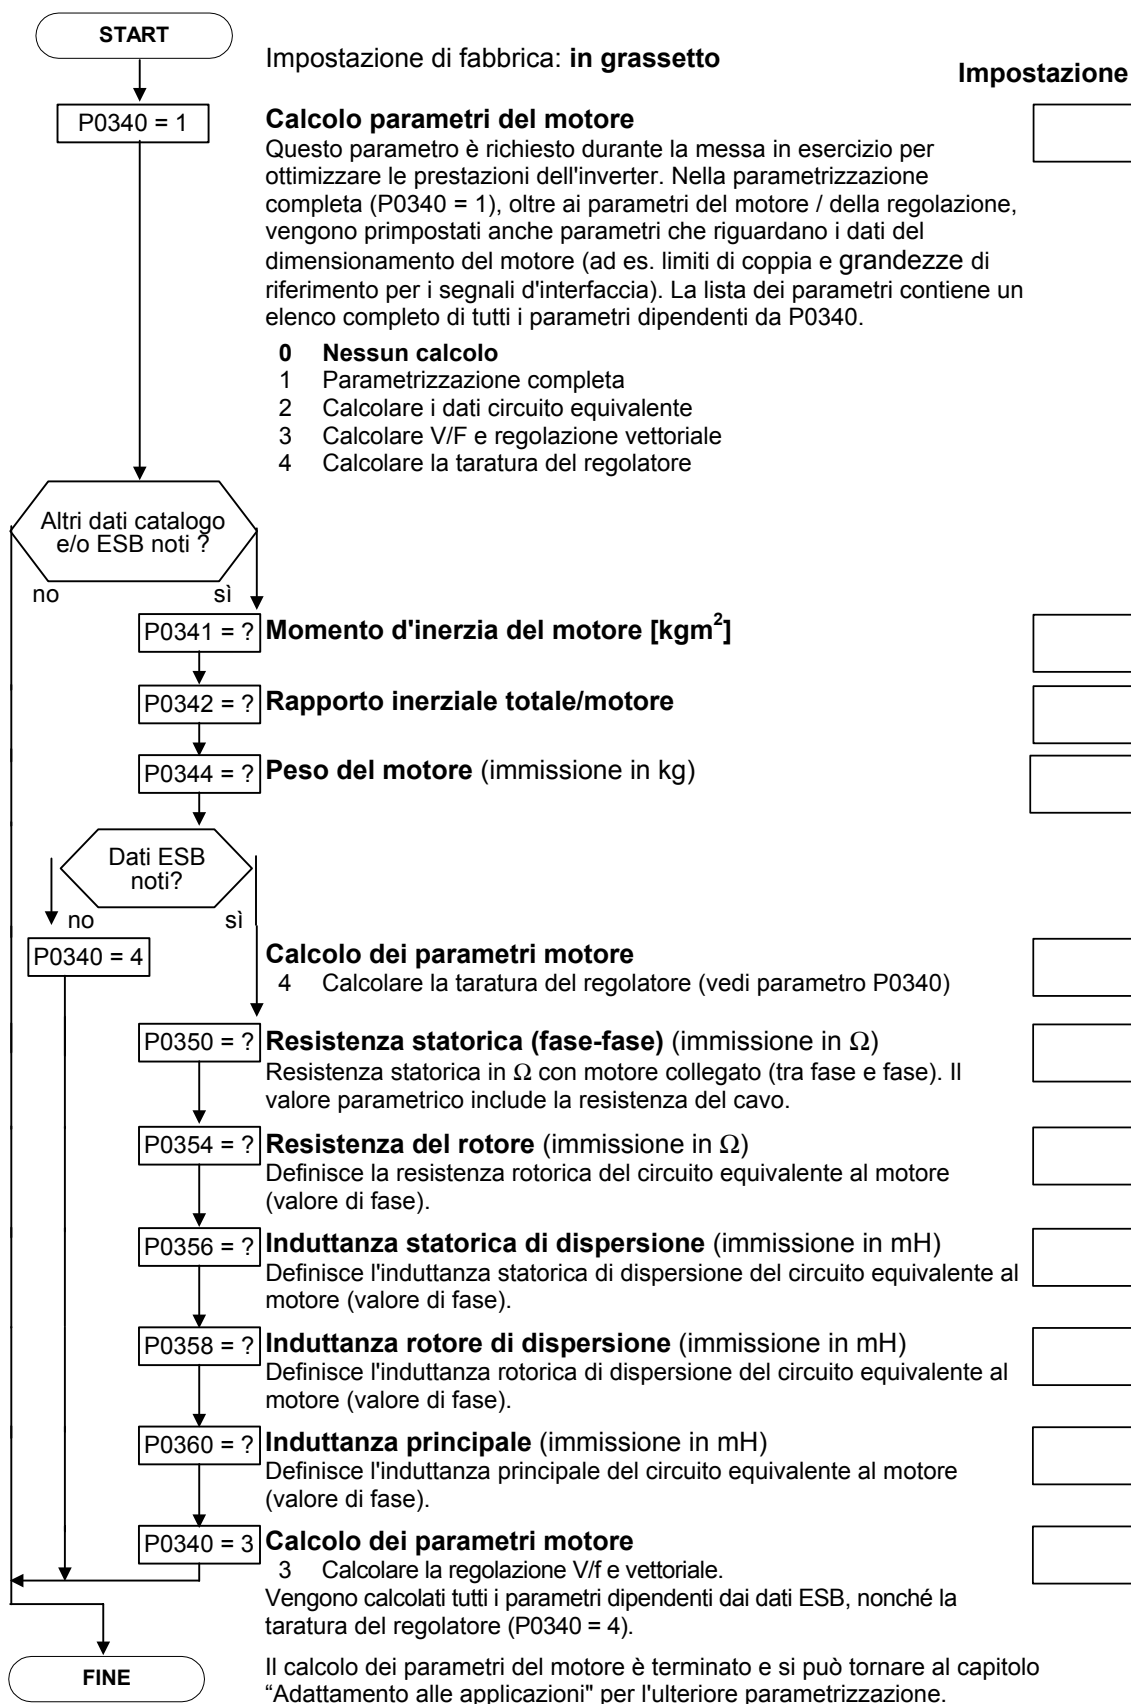 START
Impostazione di fabbrica: in grassetto
Impostazione
P0340 = 1
Calcolo parametri del motore
Questo parametro è richiesto durante la messa in esercizio per
ottimizzare le prestazioni dell'inverter. Nella parametrizzazione
completa (P0340 = 1), oltre ai parametri del motore / della regolazione,
vengono primpostati anche parametri che riguardano i dati del
dimensionamento del motore (ad es. limiti di coppia e grandezze di
riferimento per i segnali d'interfaccia). La lista dei parametri contiene un
elenco completo di tutti i parametri dipendenti da P0340.
0 Nessun calcolo
1 Parametrizzazione completa
2 Calcolare i dati circuito equivalente
3 Calcolare V/F e regolazione vettoriale
4 Calcolare la taratura del regolatore
Altri dati catalogo
e/o ESB noti ?
no sì
P0341 = ? Momento d'inerzia del motore [kgm²]
P0342 = ? Rapporto inerziale totale/motore
P0344 = ? Peso del motore (immissione in kg)
Dati ESB
noti?
no sì
P0340 = 4
Calcolo dei parametri motore
4 Calcolare la taratura del regolatore (vedi parametro P0340)
P0350 = ? Resistenza statorica (fase-fase) (immissione in Ω)
Resistenza statorica in Ω con motore collegato (tra fase e fase). Il
valore parametrico include la resistenza del cavo.
P0354 = ? Resistenza del rotore (immissione in Ω)
Definisce la resistenza rotorica del circuito equivalente al motore
(valore di fase).
P0356 = ? Induttanza statorica di dispersione (immissione in mH)
Definisce l'induttanza statorica di dispersione del circuito equivalente al
motore (valore di fase).
P0358 = ? Induttanza rotore di dispersione (immissione in mH)
Definisce l'induttanza rotorica di dispersione del circuito equivalente al
motore (valore di fase).
P0360 = ? Induttanza principale (immissione in mH)
Definisce l'induttanza principale del circuito equivalente al motore
(valore di fase).
P0340 = 3 Calcolo dei parametri motore
3 Calcolare la regolazione V/f e vettoriale.
Vengono calcolati tutti i parametri dipendenti dai dati ESB, nonché la
taratura del regolatore (P0340 = 4).
FINE
Il calcolo dei parametri del motore è terminato e si può tornare al capitolo
“Adattamento alle applicazioni" per l'ulteriore parametrizzazione.